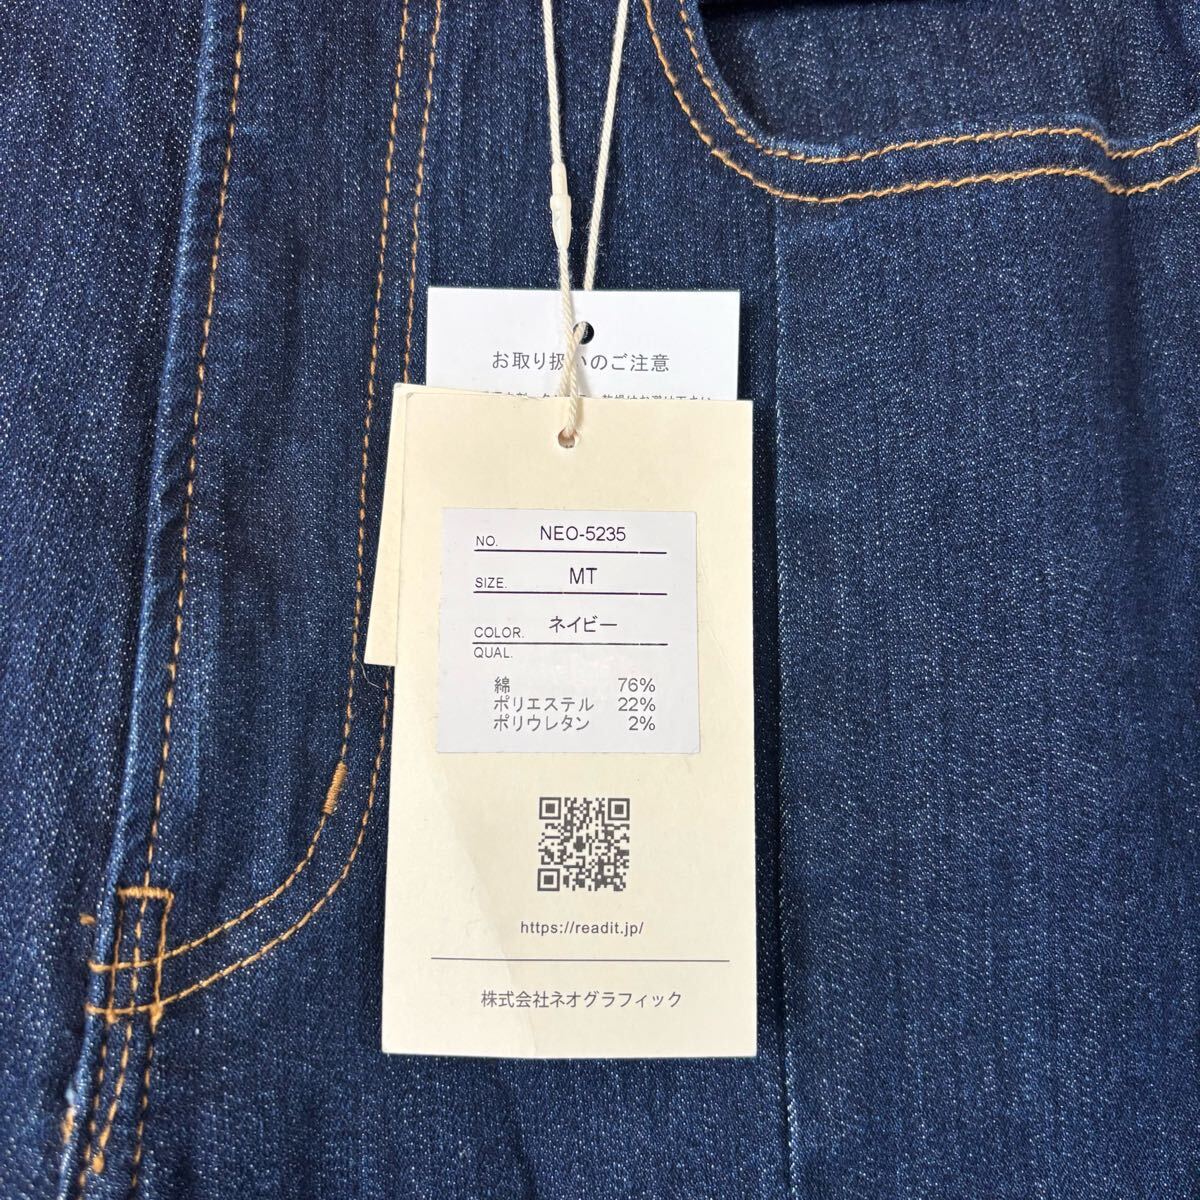 お取り扱いのご注意
NO. NEO-5235
SIZE. MT
COLOR. ネイビー
QUAL.
綿 76%
ポリエステル 22%
ポリウレタン 2%
https://readit.jp/
株式会社ネオグラフィック